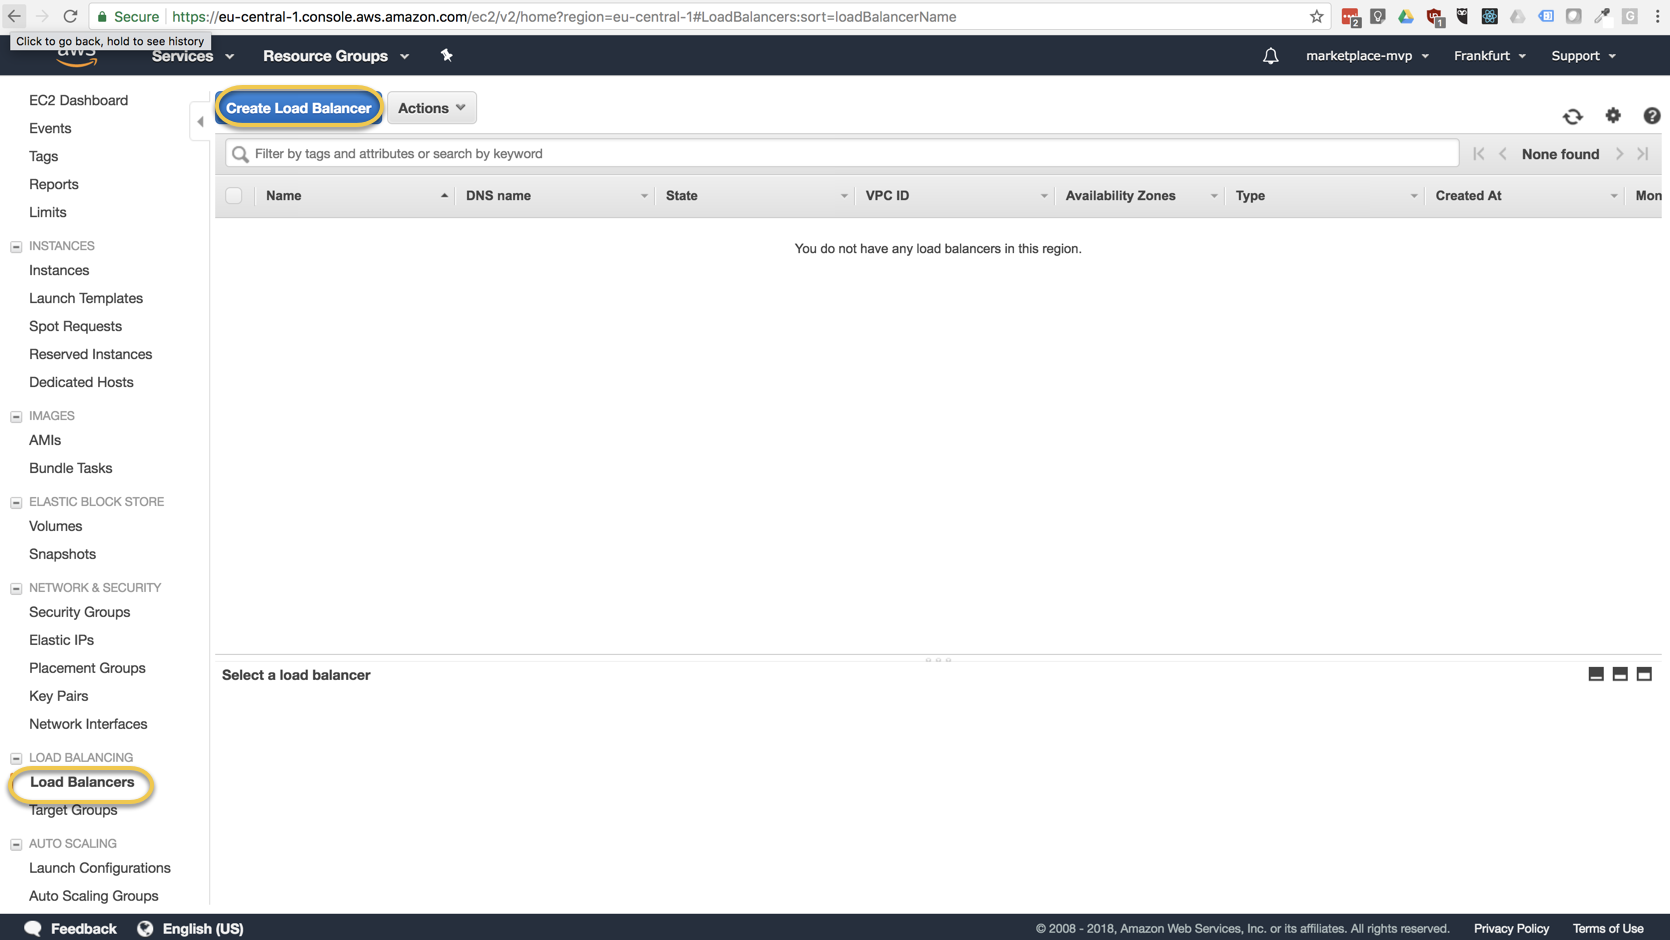 Secure https://eu-central-1.console.aws.amazon.com/ec2/v2/home?region=eu-central-1#LoadBalancers:sort=loadBalancerName
2
1
G
Click to go back, hold to see history
aws
Services
Resource Groups
marketplace-mvp
Frankfurt
Support
EC2 Dashboard
Events
Tags
Reports
Limits
INSTANCES
Instances
Launch Templates
Spot Requests
Reserved Instances
Dedicated Hosts
IMAGES
AMIs
Bundle Tasks
ELASTIC BLOCK STORE
Volumes
Snapshots
NETWORK & SECURITY
Security Groups
Elastic IPs
Placement Groups
Key Pairs
Network Interfaces
LOAD BALANCING
Load Balancers
Target Groups
AUTO SCALING
Launch Configurations
Auto Scaling Groups
Create Load Balancer
Actions
Filter by tags and attributes or search by keyword
None found
Name DNS name State VPC ID Availability Zones Type Created At Mon
You do not have any load balancers in this region.
Select a load balancer
Feedback
English (US)
© 2008 - 2018, Amazon Web Services, Inc. or its affiliates. All rights reserved.
Privacy Policy
Terms of Use